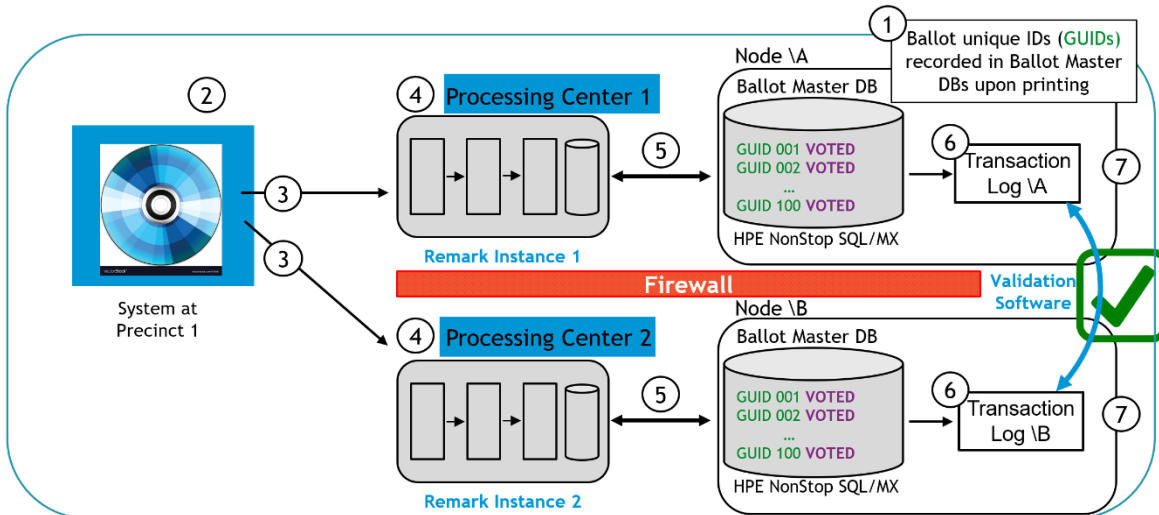 1
Ballot unique IDs (GUIDs)
recorded in Ballot Master
DBs upon printing
2
System at
Precinct 1
3
3
4
Processing Center 1
Remark Instance 1
5
Node \A
Ballot Master DB
GUID 001 VOTED
GUID 002 VOTED
...
GUID 100 VOTED
HPE NonStop SQL/MX
6
Transaction
Log \A
7
Firewall
Validation
Software
4
Processing Center 2
Remark Instance 2
5
Node \B
Ballot Master DB
GUID 001 VOTED
GUID 002 VOTED
...
GUID 100 VOTED
HPE NonStop SQL/MX
6
Transaction
Log \B
7